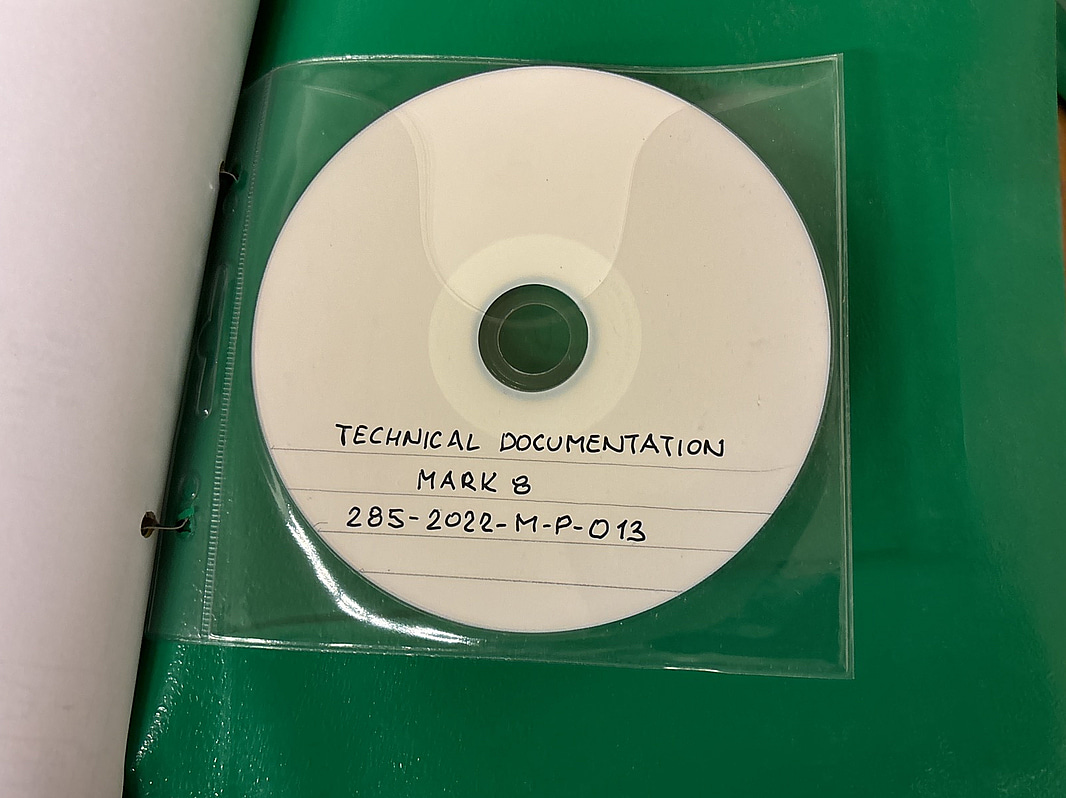 TECHNICAL DOCUMENTATION
MARK 8
285-2022-M-P-013